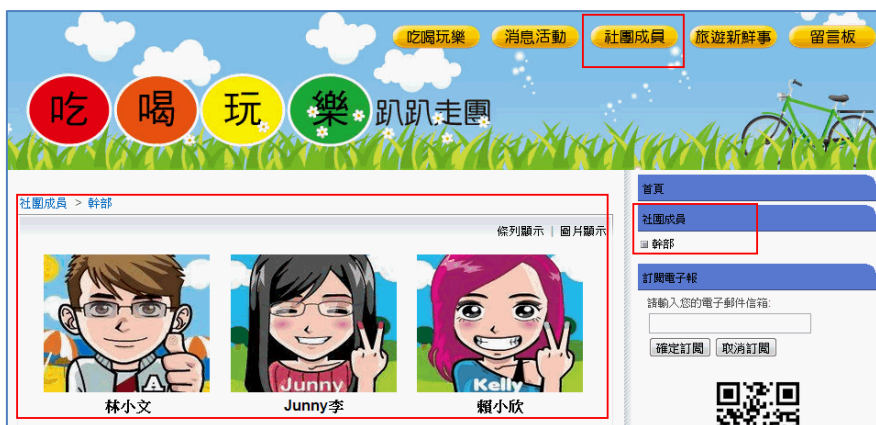 吃喝玩樂 消息活動 社團成員 旅遊新鮮事 留言板
吃喝玩樂趴趴走團
首頁
社團成員 > 幹部
社團成員
條列顯示 | 圖片顯示
幹部
訂閱電子報
請輸入您的電子郵件信箱:
確定訂閱 取消訂閱
A
Junny
Kelly
林小文 Junny李 賴小欣